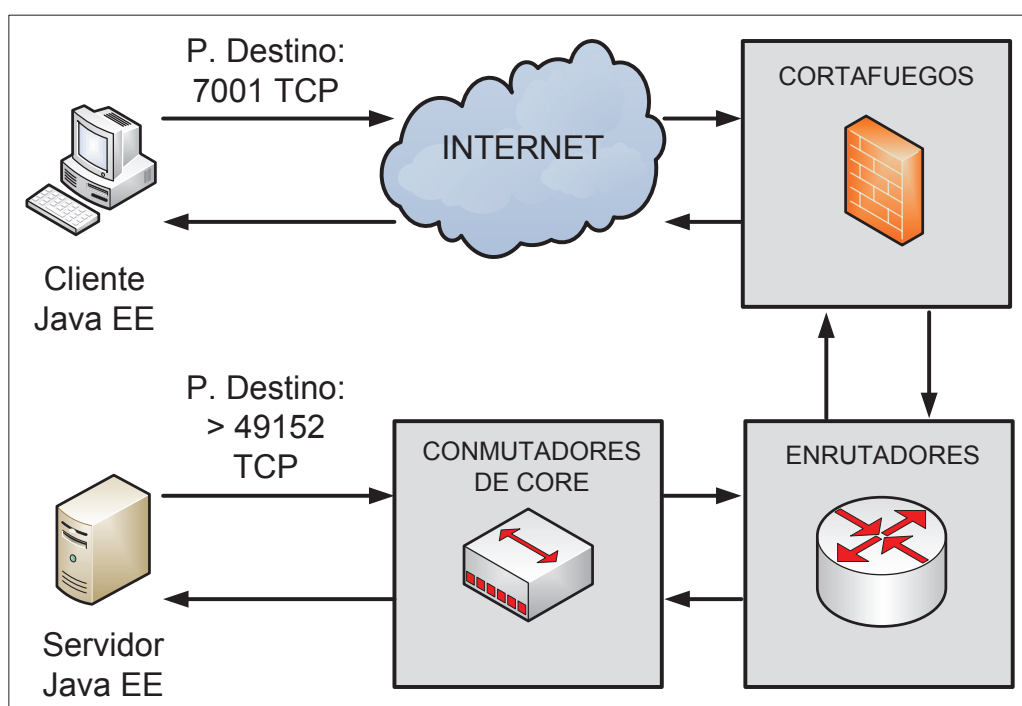 P. Destino:
7001 TCP
INTERNET
CORTAFUEGOS
Cliente
Java EE
P. Destino:
> 49152
TCP
CONMUTADORES
DE CORE
ENRUTADORES
Servidor
Java EE